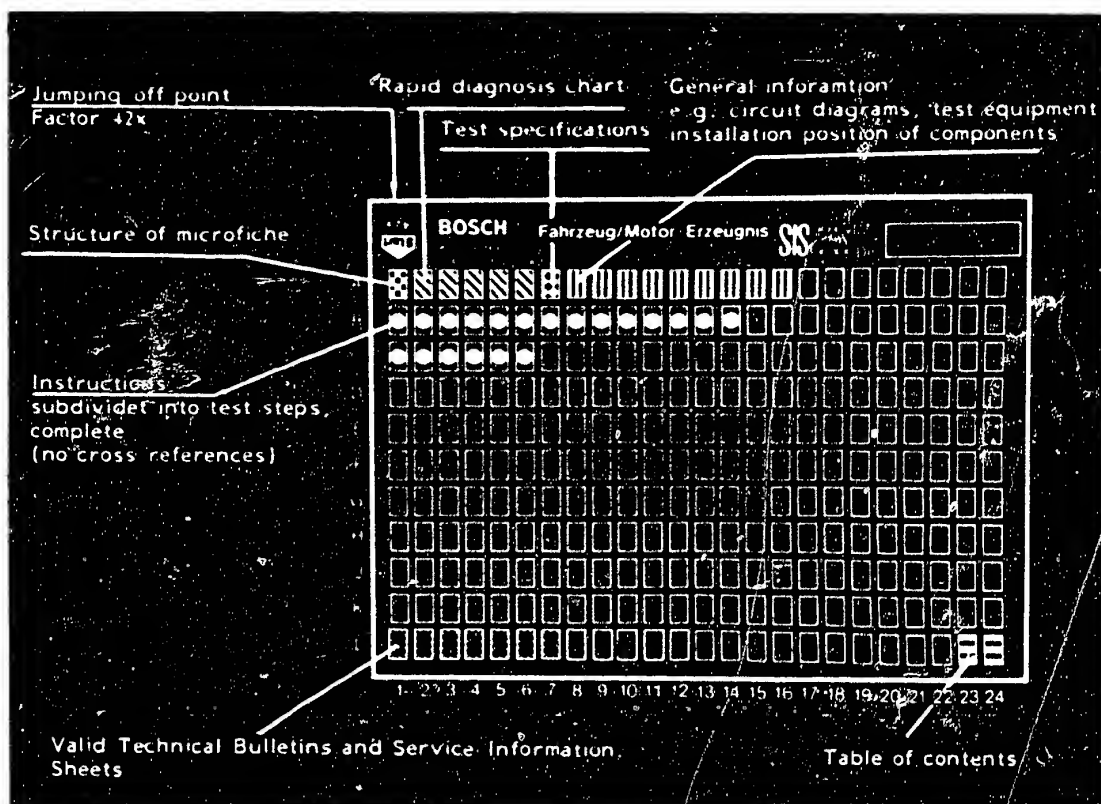 Rapid diagnosis chart
General inforamtion
e.g. circuit diagrams, test equipment
installation position of components
Jumping off point
Factor 42x
Test specifications
BOSCH Fahrzeug/Motor Erzeugnis SIS
Structure of microfiche
Instructions
subdividet into test steps,
complete
(no cross references)
1 2 3 4 5 6 7 8 9 10 11 12 13 14 15 16 17 18 19 20 21 22 23 24
Valid Technical Bulletins and Service Information
Sheets
Table of contents